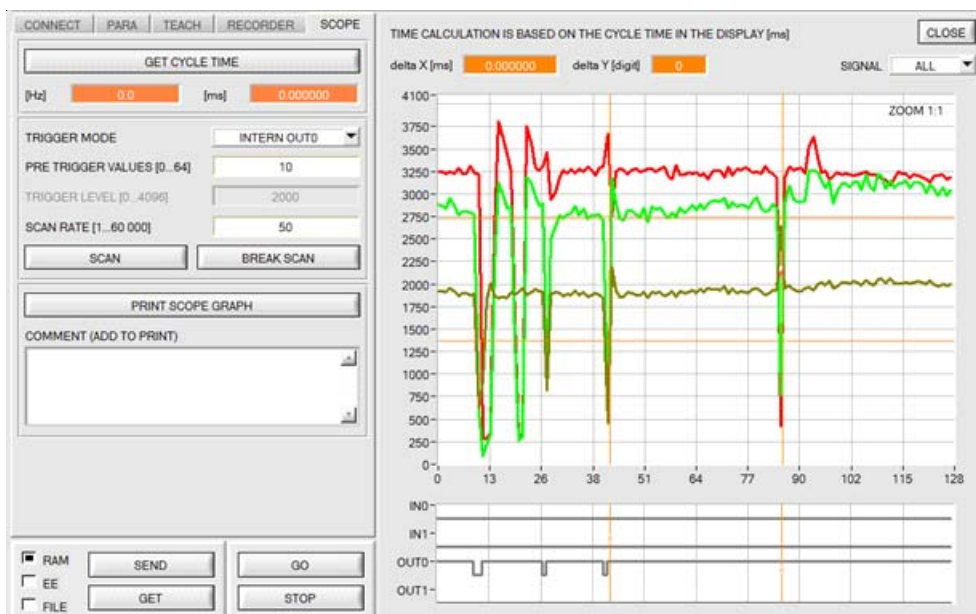 CONNECT PARA TEACH RECORDER SCOPE
GET CYCLE TIME
[Hz] 0.0 [ms] 0.000000
TRIGGER MODE INTERN OUT0
PRE TRIGGER VALUES [0...64] 10
TRIGGER LEVEL [0...4096] 2000
SCAN RATE [1...60 000] 50
SCAN BREAK SCAN
PRINT SCOPE GRAPH
COMMENT (ADD TO PRINT)
RAM
EE
FILE
SEND GO
GET STOP
TIME CALCULATION IS BASED ON THE CYCLE TIME IN THE DISPLAY [ms]
CLOSE
delta X [ms] 0.000000 delta Y [digit] 0 SIGNAL ALL
ZOOM 1:1
4100
3750
3500
3250
3000
2750
2500
2250
2000
1750
1500
1250
1000
750
500
250
0
0 13 26 38 51 64 77 90 102 115 128
IN0
IN1
OUT0
OUT1